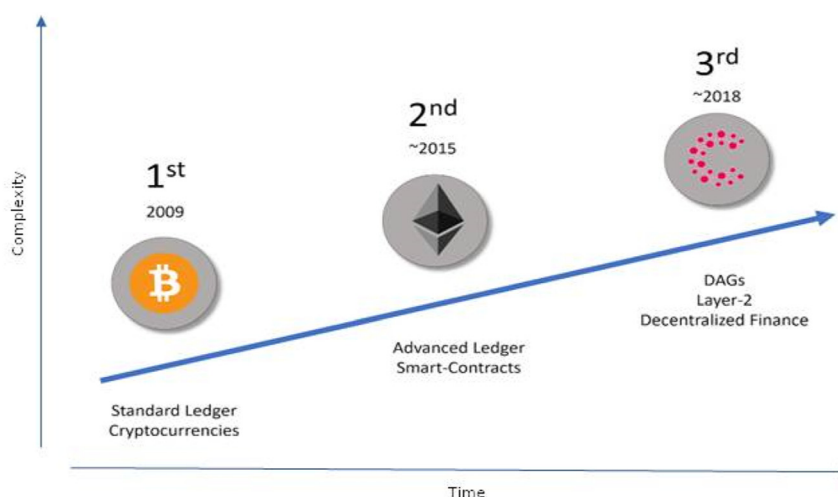 3rd
~2018
2nd
~2015
1st
2009
Complexity
DAGs
Layer-2
Decentralized Finance
Advanced Ledger
Smart-Contracts
Standard Ledger
Cryptocurrencies
Time